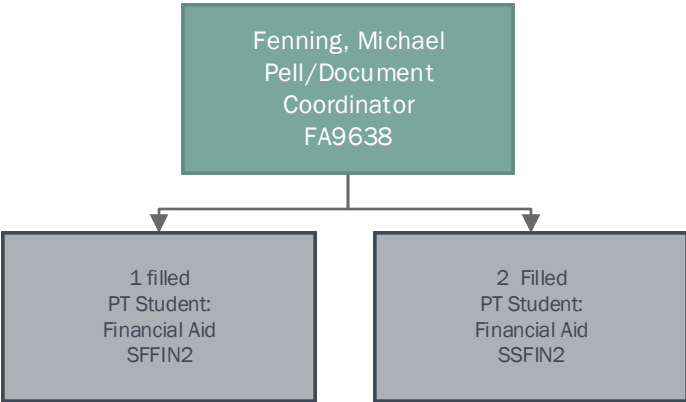 Fenning, Michael
Pell/Document
Coordinator
FA9638
1 filled
PT Student:
Financial Aid
SFFIN2
2 Filled
PT Student:
Financial Aid
SSFIN2